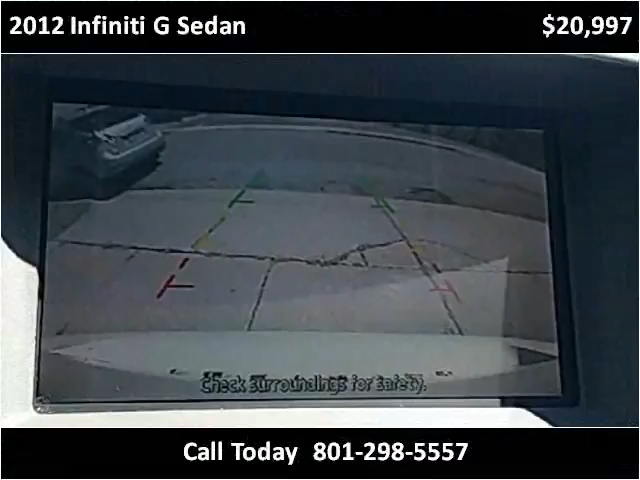 2012 Infiniti G Sedan $20,997
Check Surroundings for Safety.
Call Today 801-298-5557